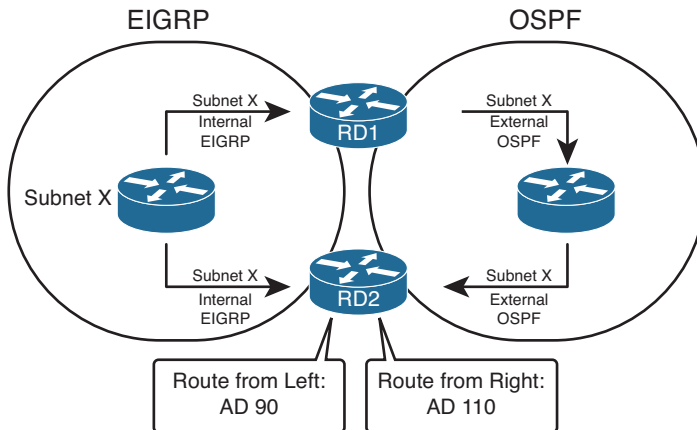 EIGRP
OSPF
Subnet X
Internal
EIGRP
RD1
Subnet X
External
OSPF
Subnet X
Subnet X
Internal
EIGRP
RD2
Subnet X
External
OSPF
Route from Left:
AD 90
Route from Right:
AD 110